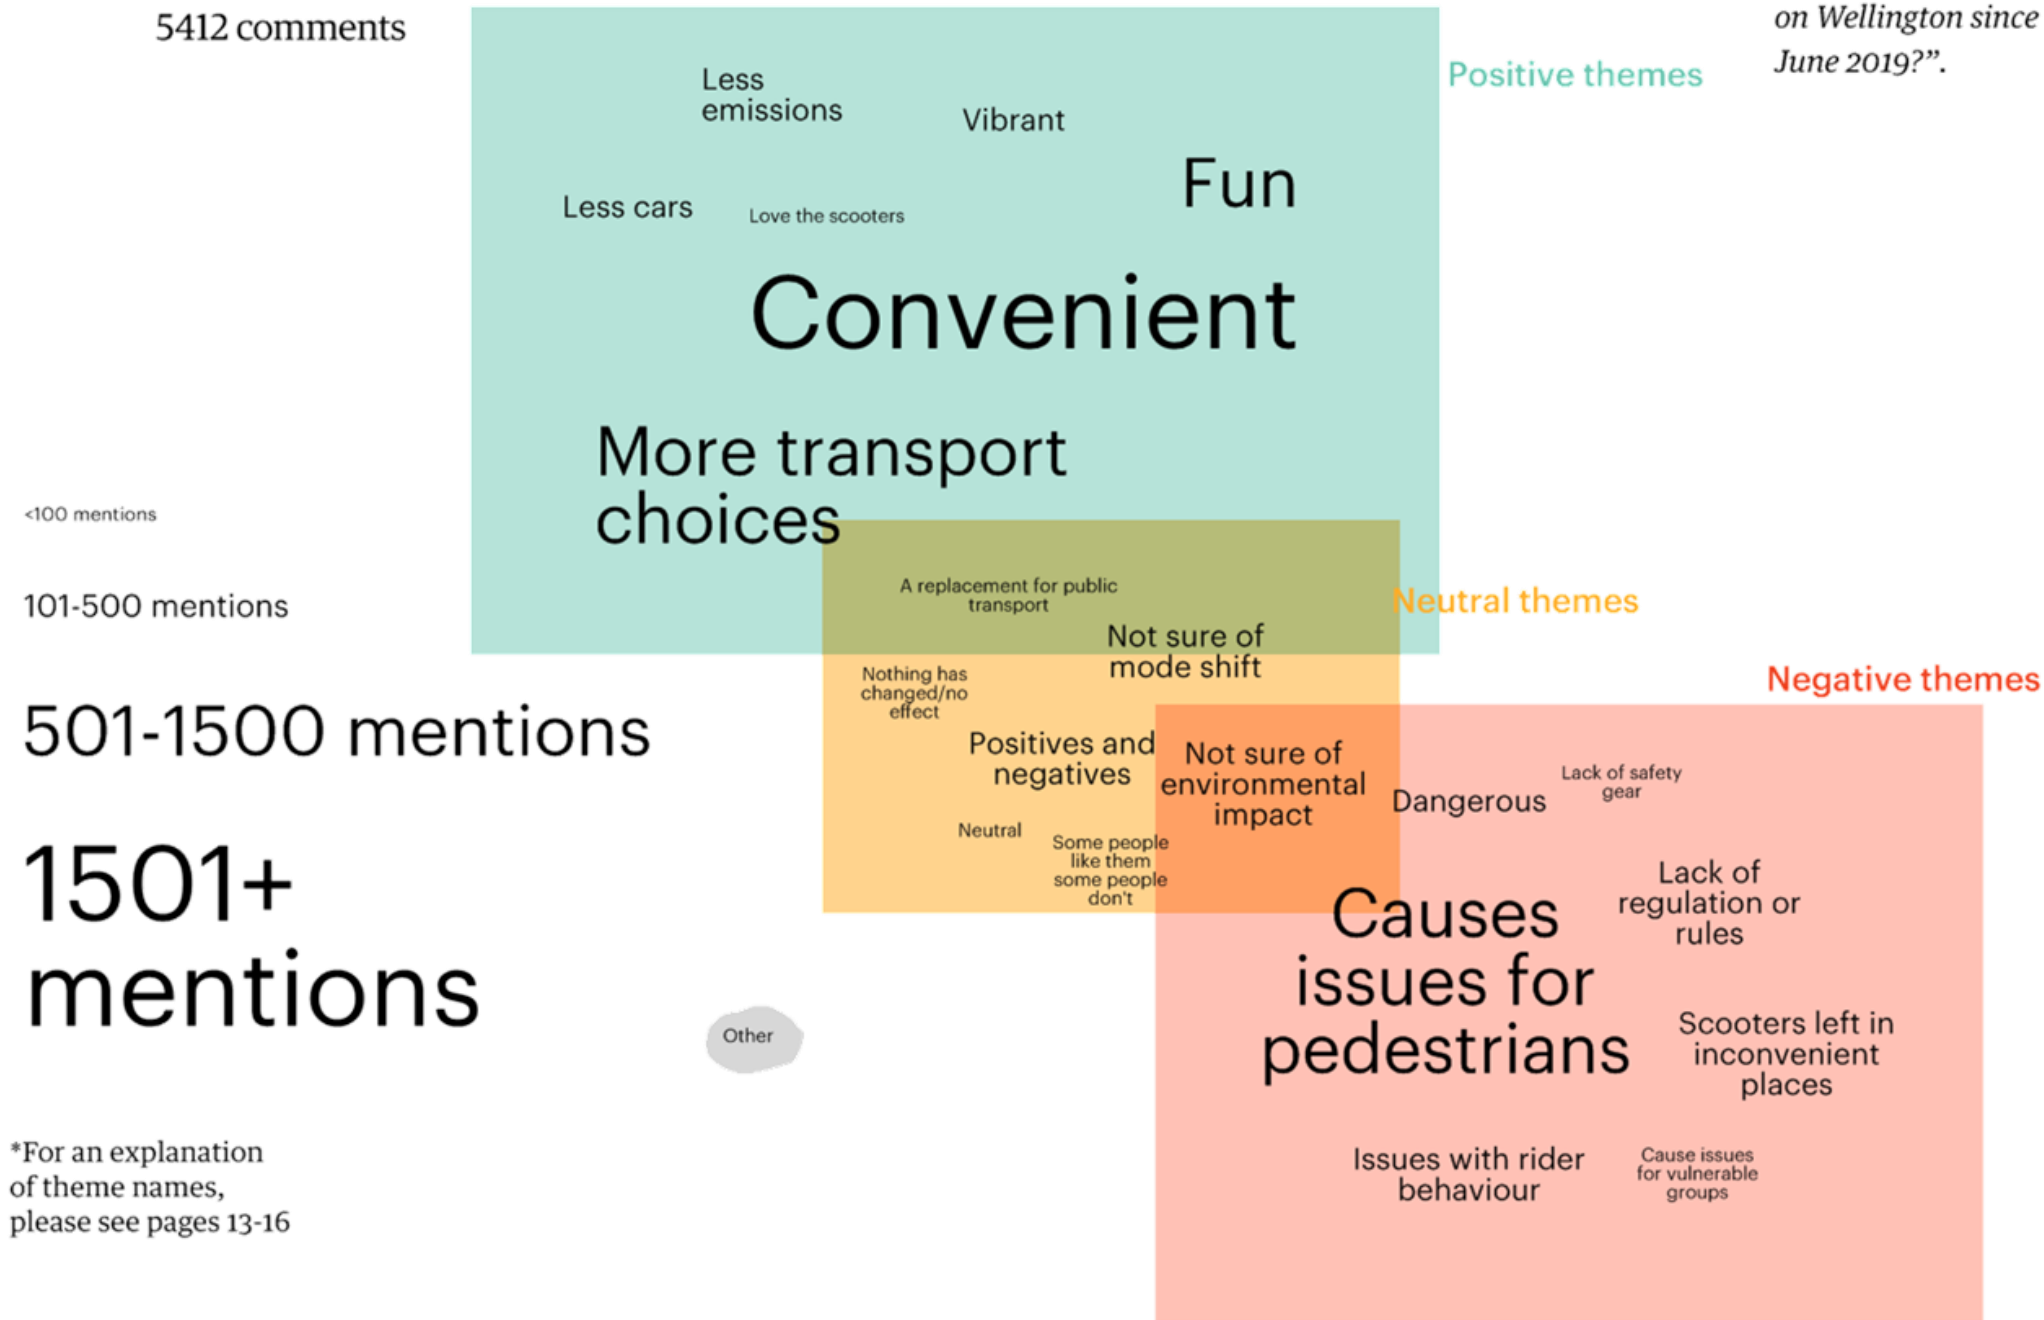 5412 comments
on Wellington since
June 2019?”.
Positive themes
Less
emissions
Vibrant
Fun
Less cars
Love the scooters
Convenient
More transport
choices
<100 mentions
101-500 mentions
501-1500 mentions
1501+
mentions
A replacement for public
transport
Neutral themes
Not sure of
mode shift
Nothing has
changed/no
effect
Positives and
negatives
Not sure of
environmental
impact
Neutral
Some people
like them
some people
don't
Negative themes
Dangerous
Lack of safety
gear
Lack of
regulation or
rules
Causes
issues for
pedestrians
Scooters left in
inconvenient
places
Issues with rider
behaviour
Cause issues
for vulnerable
groups
Other
*For an explanation
of theme names,
please see pages 13-16